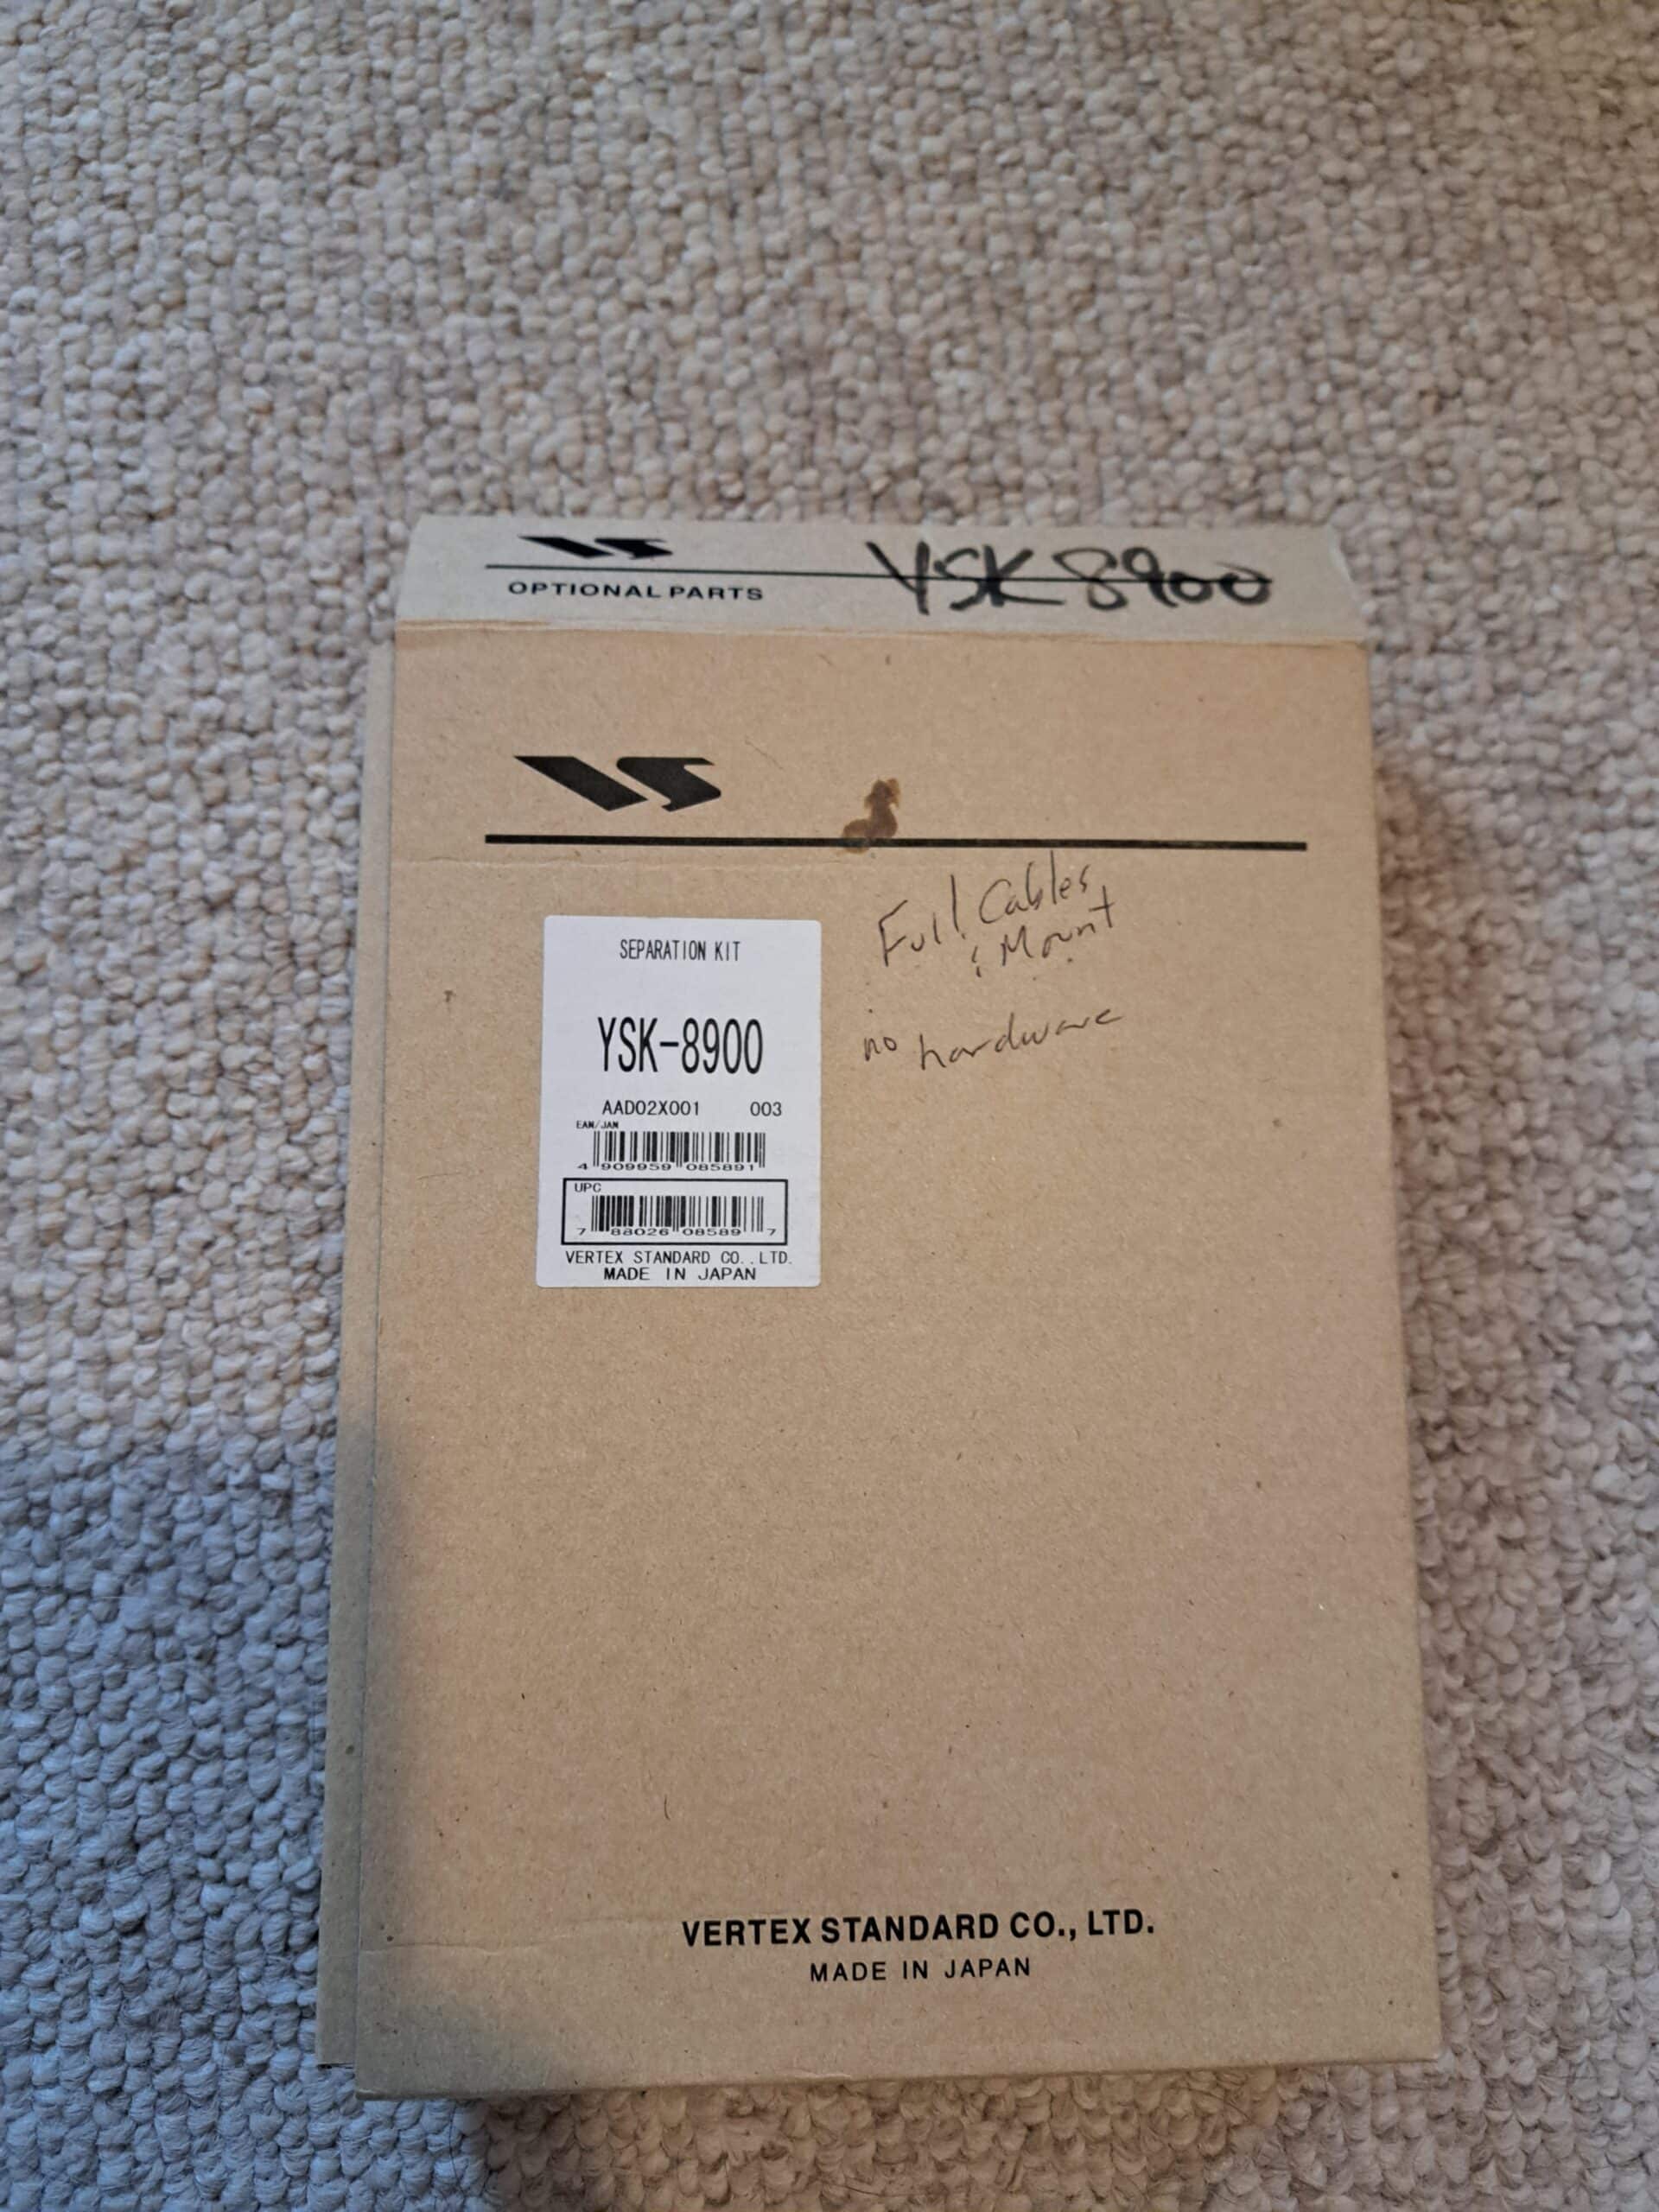 VS
OPTIONAL PARTS
YSK 8900
VS
Full Cables
& Mount
no hardware
SEPARATION KIT
YSK-8900
AAD02X001 003
EAN/JAN
4 909959 085891
UPC
7 88026 08589 7
VERTEX STANDARD CO.,LTD.
MADE IN JAPAN
VERTEX STANDARD CO., LTD.
MADE IN JAPAN